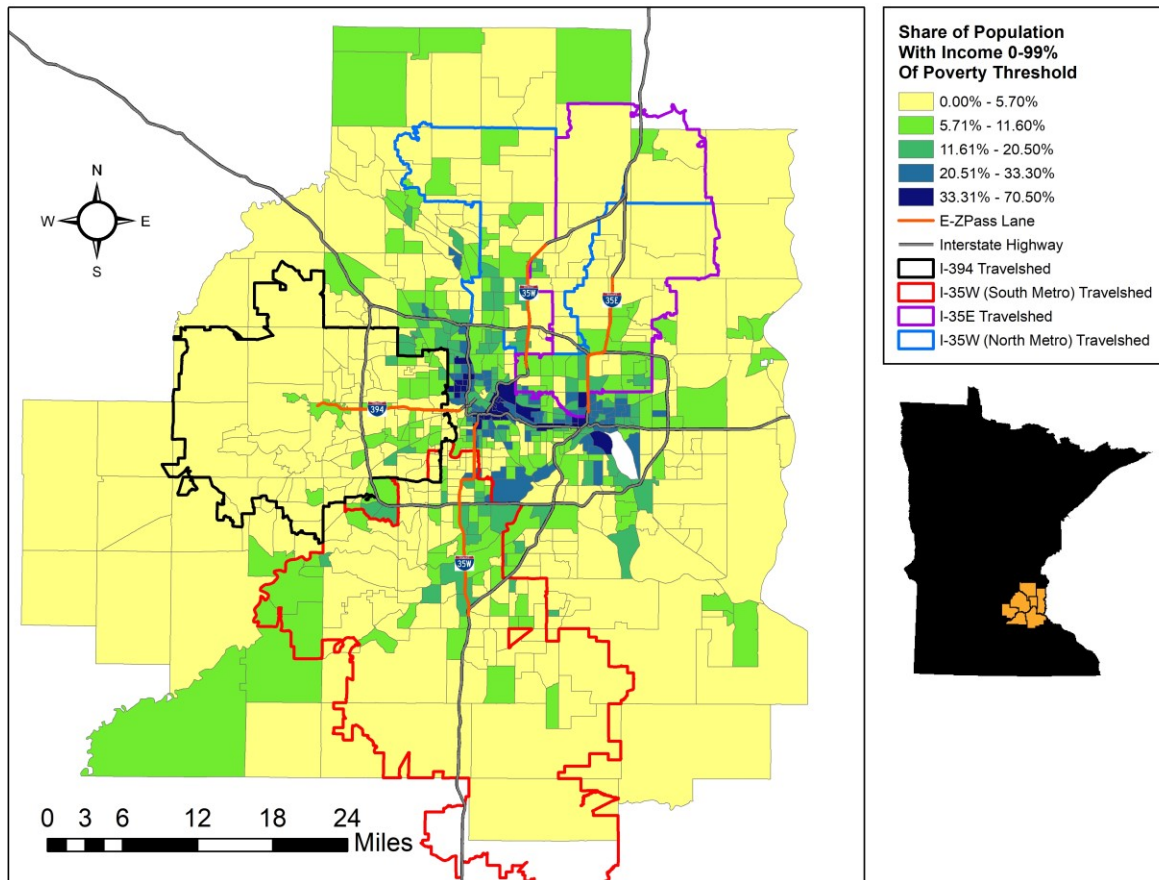 N
W E
S
35W
35E
394
35W
0 3 6 12 18 24
Miles
Share of Population
With Income 0-99%
Of Poverty Threshold
0.00% - 5.70%
5.71% - 11.60%
11.61% - 20.50%
20.51% - 33.30%
33.31% - 70.50%
E-ZPass Lane
Interstate Highway
I-394 Travelshed
I-35W (South Metro) Travelshed
I-35E Travelshed
I-35W (North Metro) Travelshed